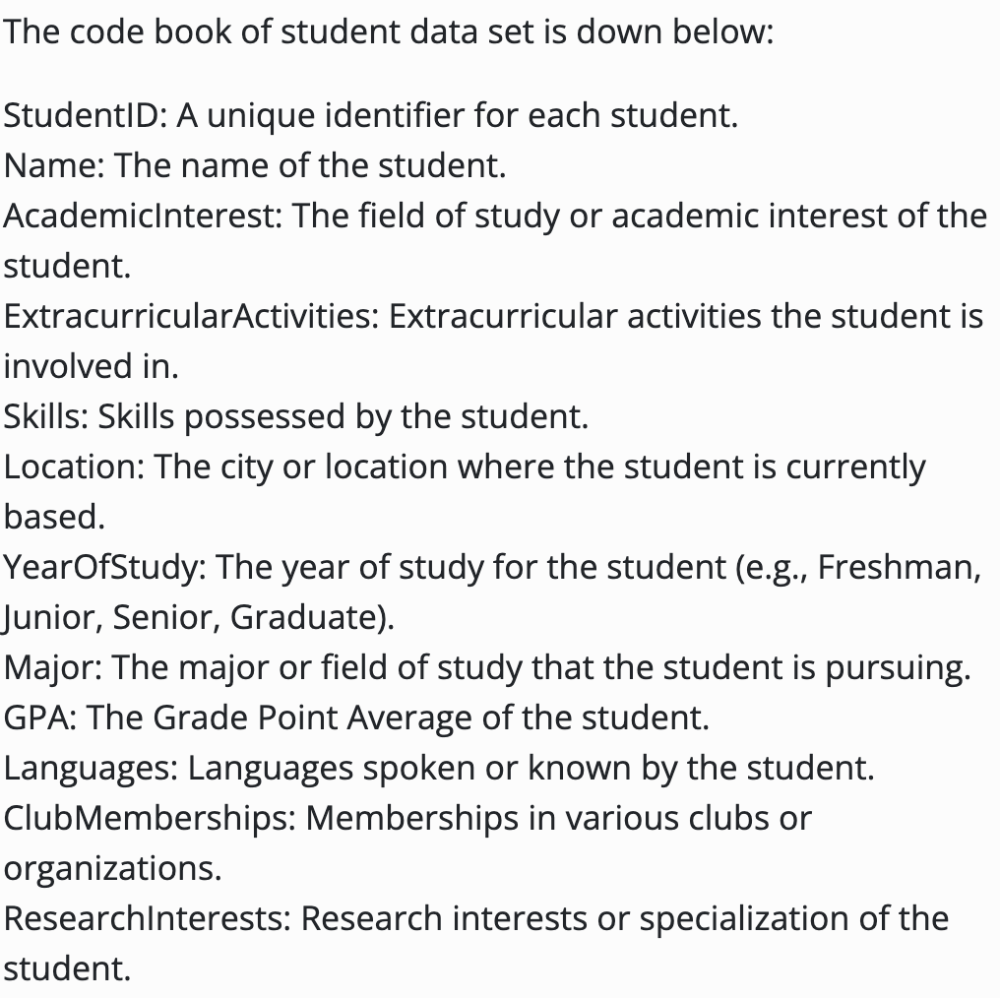 The code book of student data set is down below:
StudentID: A unique identifier for each student.
Name: The name of the student.
AcademicInterest: The field of study or academic interest of the
student.
ExtracurricularActivities: Extracurricular activities the student is
involved in.
Skills: Skills possessed by the student.
Location: The city or location where the student is currently
based.
YearOfStudy: The year of study for the student (e.g., Freshman,
Junior, Senior, Graduate).
Major: The major or field of study that the student is pursuing.
GPA: The Grade Point Average of the student.
Languages: Languages spoken or known by the student.
ClubMemberships: Memberships in various clubs or
organizations.
ResearchInterests: Research interests or specialization of the
student.